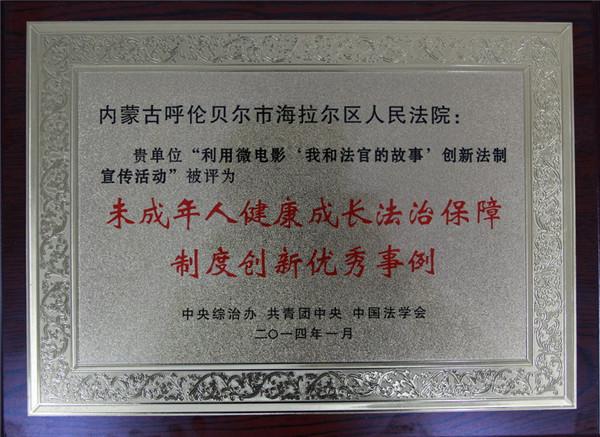 内蒙古呼伦贝尔市海拉尔区人民法院：
贵单位“利用微电影‘我和法官的故事’创新法制
宣传活动”被评为
未成年人健康成长法治保障
制度创新优秀事例
中央综治办 共青团中央 中国法学会
二〇一四年一月